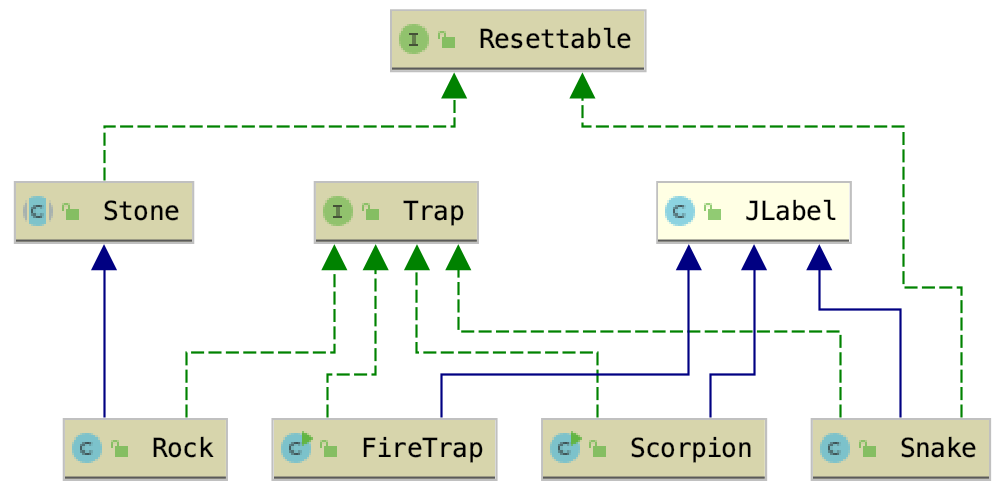 I Resettable
C Stone
I Trap
C JLabel
C Rock
C FireTrap
C Scorpion
C Snake